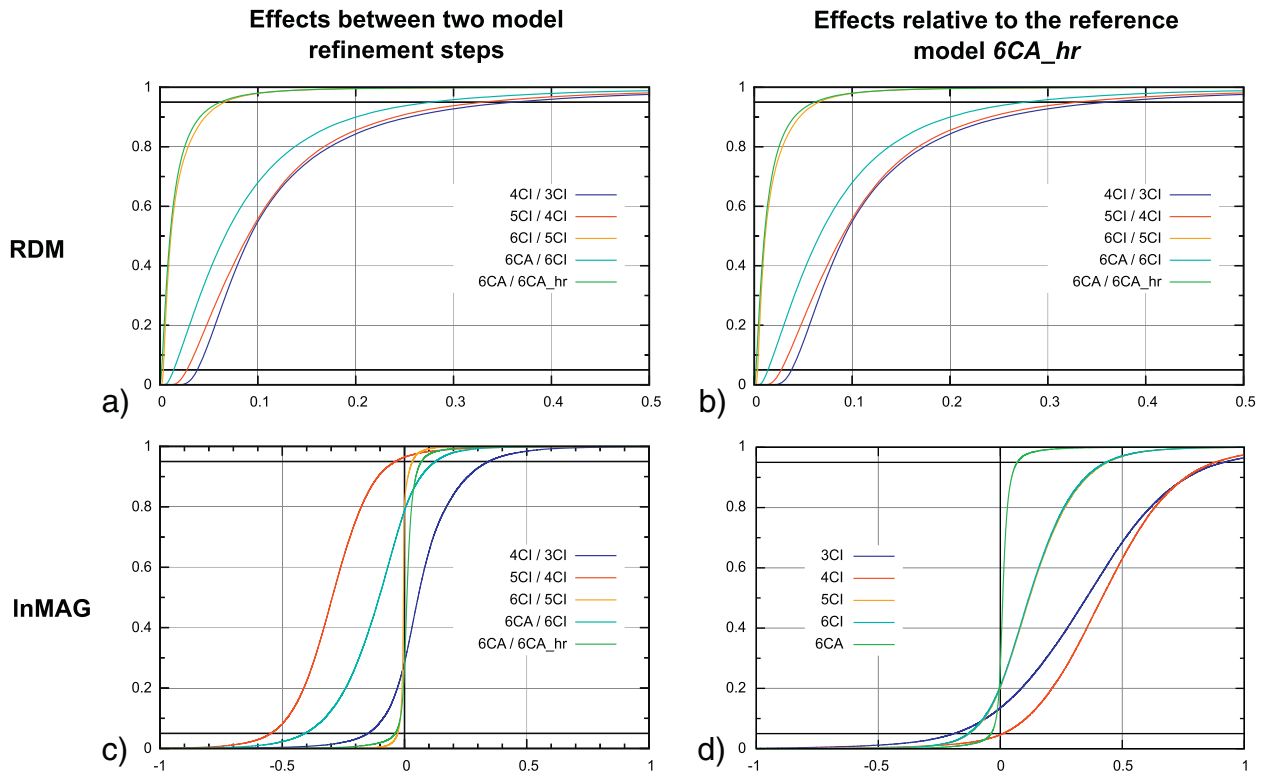 Effects between two model
refinement steps
Effects relative to the reference
model 6CA_hr
RDM
1
0.8
0.6
0.4
0.2
0
4CI / 3CI
5CI / 4CI
6CI / 5CI
6CA / 6CI
6CA / 6CA_hr
a)
0 0.1 0.2 0.3 0.4 0.5
1
0.8
0.6
0.4
0.2
0
4CI / 3CI
5CI / 4CI
6CI / 5CI
6CA / 6CI
6CA / 6CA_hr
b)
0 0.1 0.2 0.3 0.4 0.5
lnMAG
1
0.8
0.6
0.4
0.2
0
4CI / 3CI
5CI / 4CI
6CI / 5CI
6CA / 6CI
6CA / 6CA_hr
c)
-1 -0.5 0 0.5 1
1
0.8
0.6
0.4
0.2
0
3CI
4CI
5CI
6CI
6CA
d)
-1 -0.5 0 0.5 1